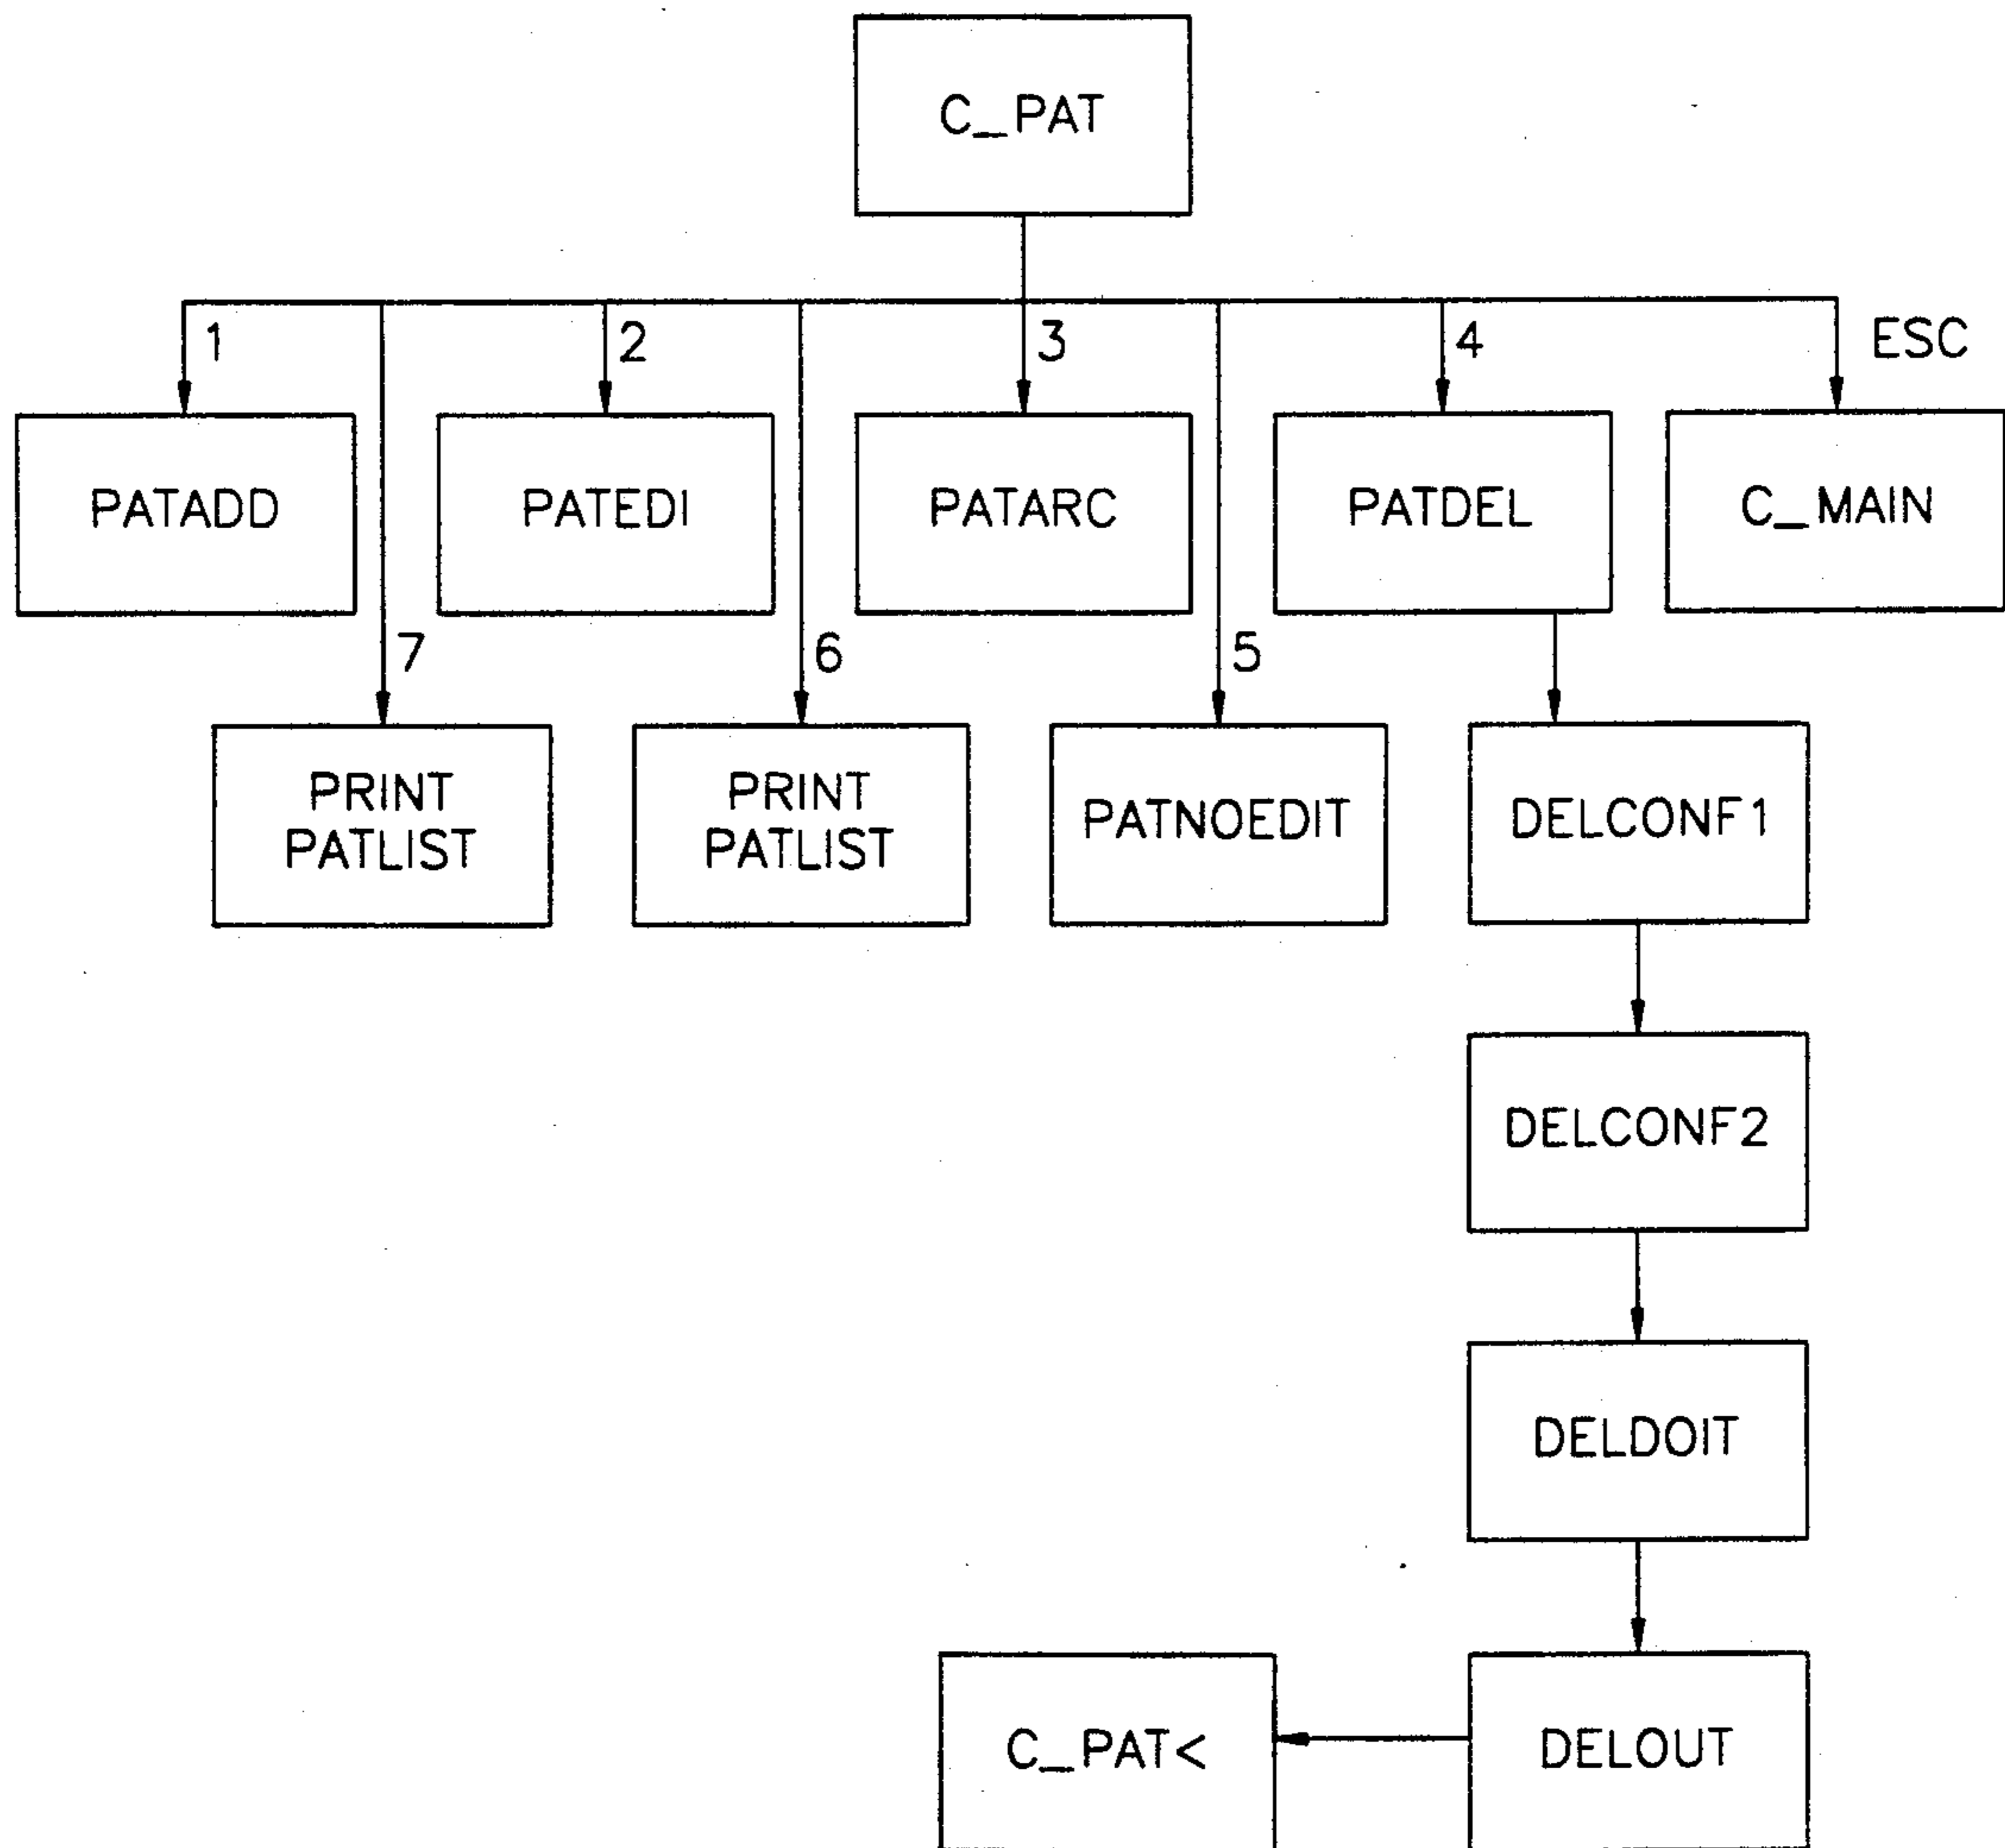 C_PAT
1
2
3
4
ESC
PATADD
PATEDI
PATARC
PATDEL
C_MAIN
7
6
5
PRINT
PATLIST
PRINT
PATLIST
PATNOEDIT
DELCONF1
DELCONF2
DELDOIT
C_PAT<
DELOUT